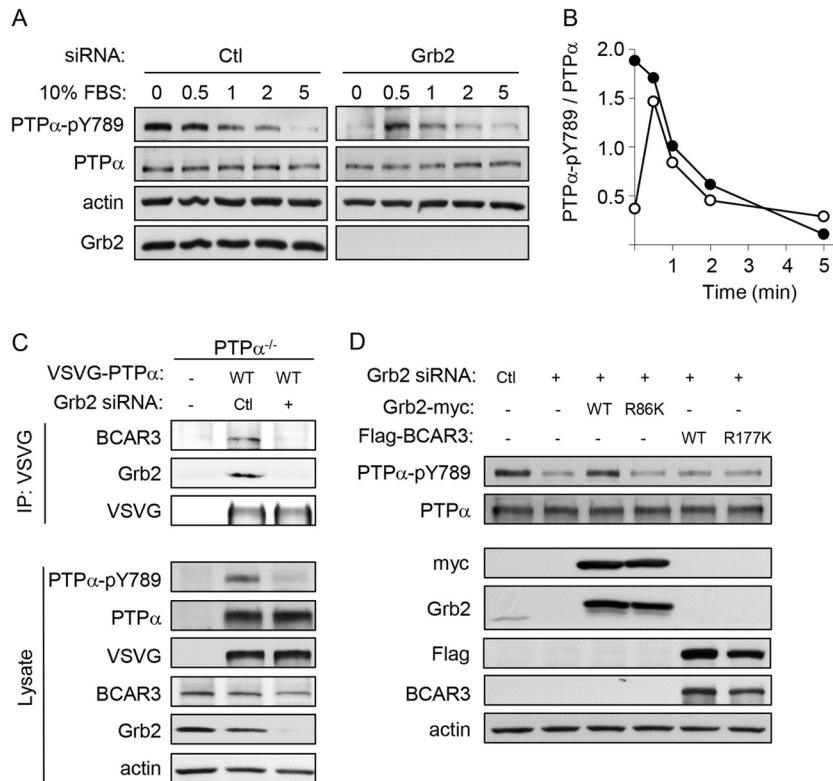 A
siRNA: Ctl Grb2
10% FBS: 0 0.5 1 2 5 0 0.5 1 2 5
PTPα-pY789
PTPα
actin
Grb2
B
PTPα-pY789 / PTPα
2.0
1.5
1.0
0.5
1 2 3 4 5
Time (min)
C
PTPα-/-
VSVG-PTPα: - WT WT
Grb2 siRNA: - Ctl +
IP: VSVG
BCAR3
Grb2
VSVG
Lysate
PTPα-pY789
PTPα
VSVG
BCAR3
Grb2
actin
D
Grb2 siRNA: Ctl + + + + +
Grb2-myc: - - WT R86K - -
Flag-BCAR3: - - - - WT R177K
PTPα-pY789
PTPα
myc
Grb2
Flag
BCAR3
actin